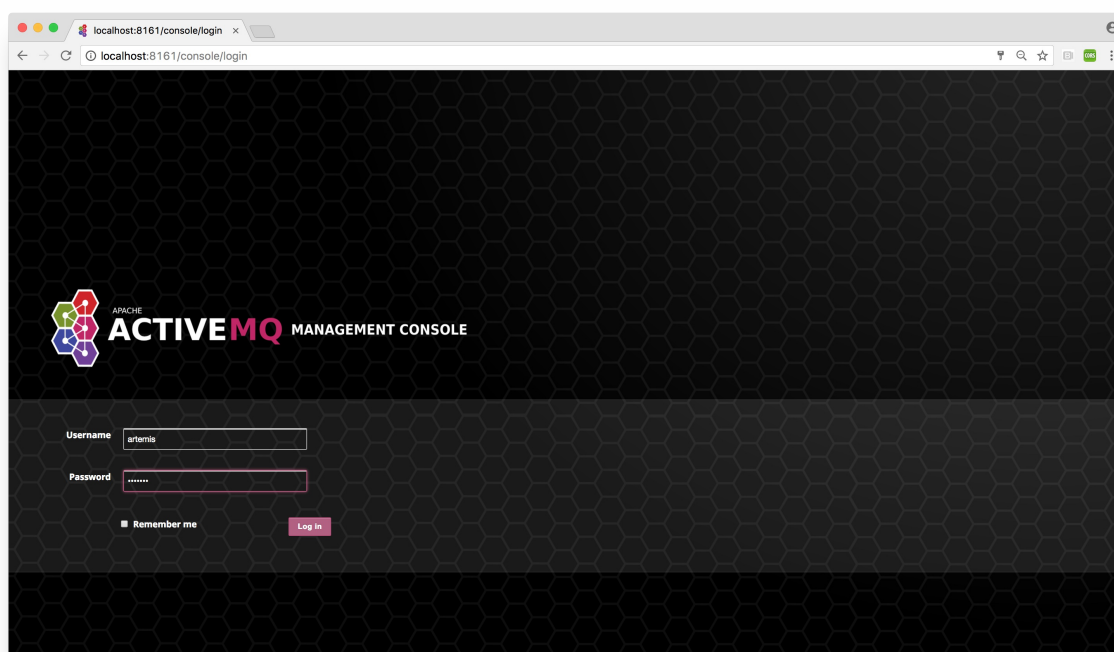 localhost:8161/console/login ×
localhost:8161/console/login
CORS
APACHE
ACTIVEMQ MANAGEMENT CONSOLE
Username artemis
Password •••••••
Remember me Log in